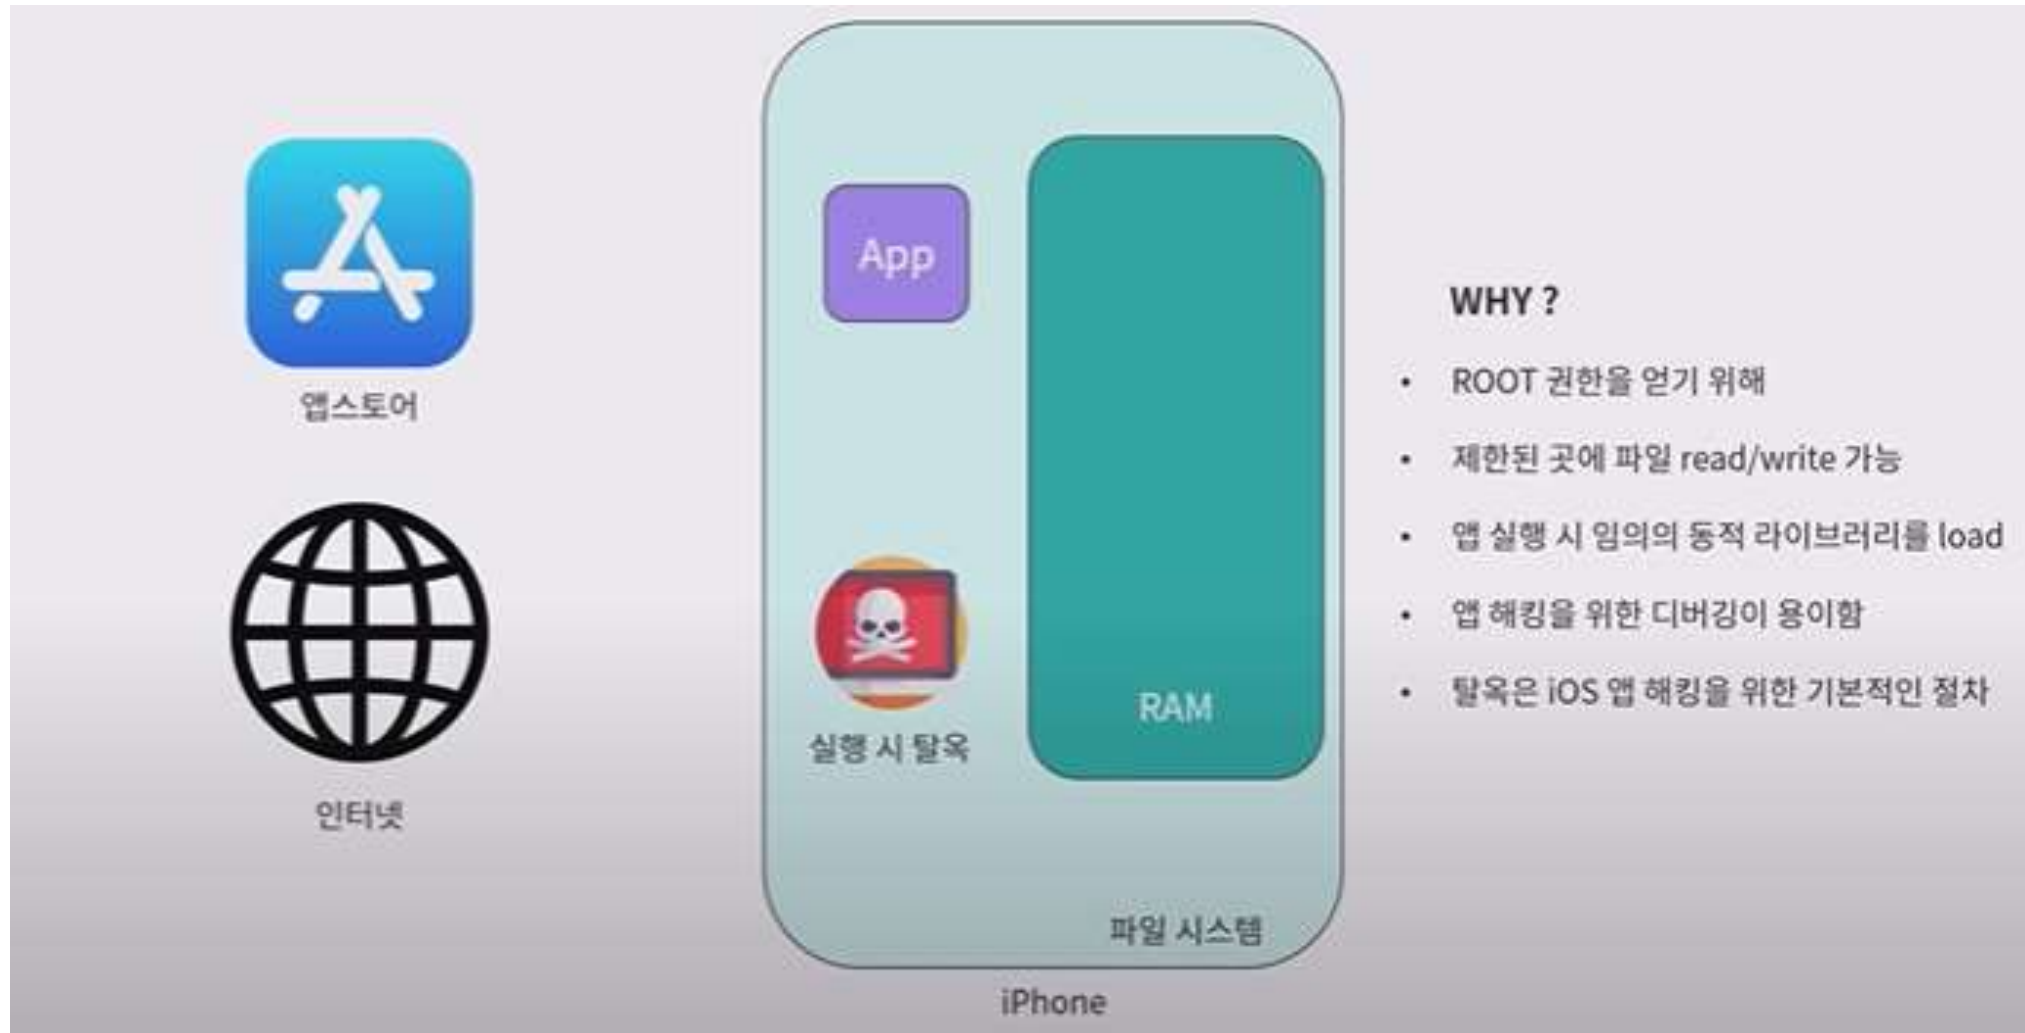 앱스토어
인터넷
App
실행 시 탈옥
RAM
파일 시스템
iPhone
WHY ?
• ROOT 권한을 얻기 위해
• 제한된 곳에 파일 read/write 가능
• 앱 실행 시 임의의 동적 라이브러리를 load
• 앱 해킹을 위한 디버깅이 용이함
• 탈옥은 iOS 앱 해킹을 위한 기본적인 절차